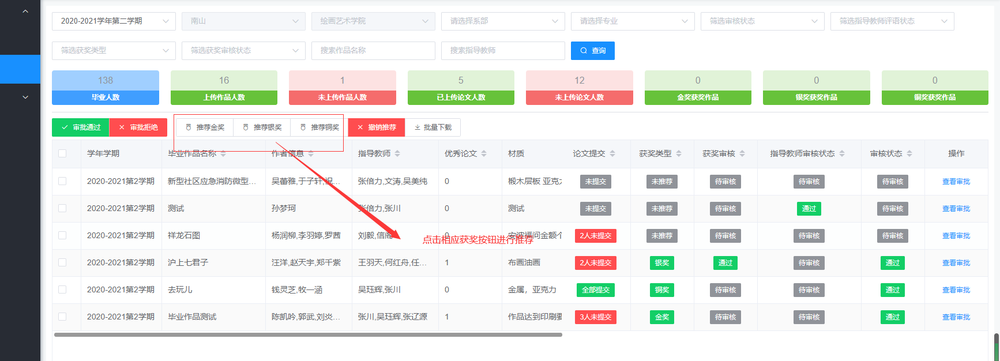 2020-2021学年第二学期 南山 绘画艺术学院 请选择系部 请选择专业 筛选审核状态 筛选指导教师评语状态
筛选获奖类型 筛选获奖审核状态 搜索作品名称 搜索指导教师 查询
138 16 1 5 12 0 0 0
毕业人数 上传作品人数 未上传作品人数 已上传论文人数 未上传论文人数 金奖获奖作品 银奖获奖作品 铜奖获奖作品
审批通过 审批拒绝 推荐金奖 推荐银奖 推荐铜奖 撤销推荐 批量下载
学年学期 毕业作品名称 作者信息 指导教师 优秀论文 材质 论文提交 获奖类型 获奖审核 指导教师审核状态 审核状态 操作
2020-2021第2学期 新型社区应急消防微型... 吴蕾雅,于子轩,祝... 张倍力,文涛,吴美纯 0 椴木层板 亚克 未提交 未推荐 待审核 待审核 待审核 查看审批
2020-2021第2学期 测试 孙梦珂 张倍力,张川 0 测试 未提交 未推荐 待审核 通过 待审核 查看审批
2020-2021第2学期 祥龙石图 杨润柳,李羽婷,罗茜 刘毅,信阁 0 安波福问金额个 2人未提交 未推荐 待审核 待审核 待审核 查看审批
点击相应获奖按钮进行推荐
2020-2021第2学期 沪上七君子 汪洋,赵天宇,郑千紫 王羽天,何红舟,任... 1 布画油画 2人未提交 银奖 通过 待审核 通过 查看审批
2020-2021第2学期 去玩儿 钱灵芝,牧一涵 吴珏辉,张川 0 金属，亚克力 全部提交 铜奖 待审核 待审核 通过 查看审批
2020-2021第2学期 毕业作品测试 陈凯吟,郭武,刘炎... 张川,吴珏辉,张辽源 1 作品达到印刷要 3人未提交 金奖 待审核 待审核 通过 查看审批